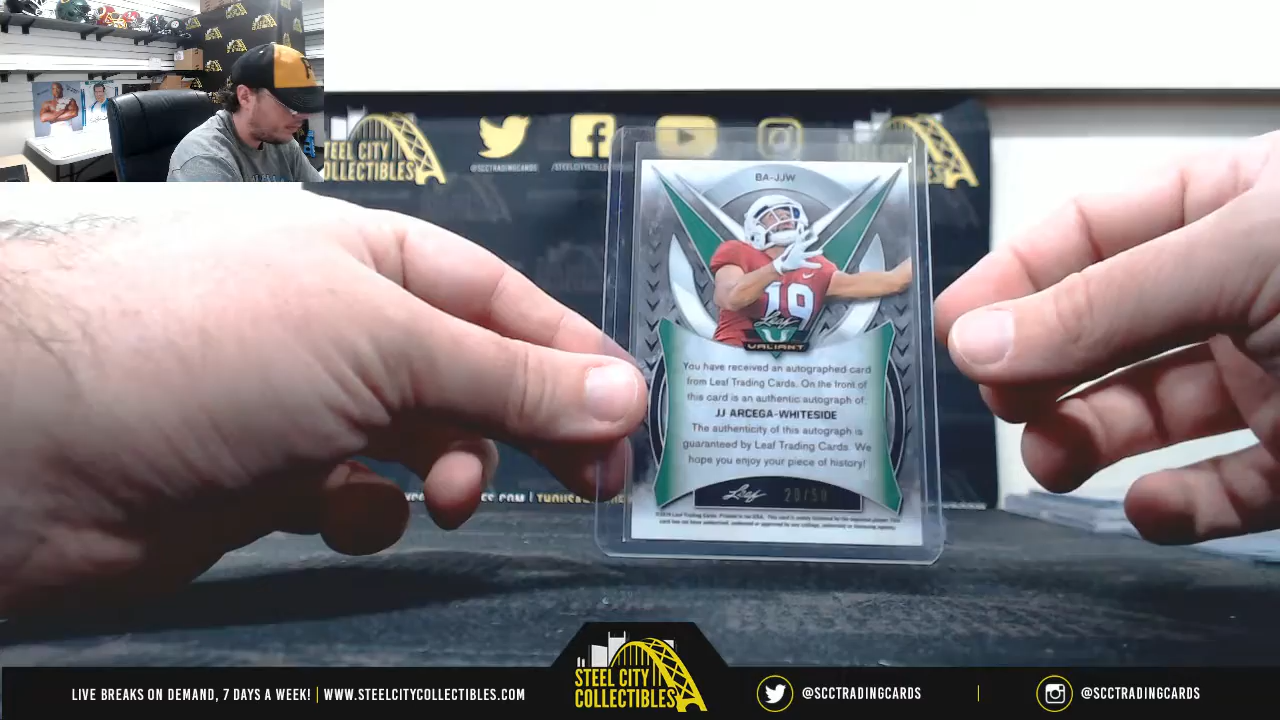 STEEL CITY
COLLECTIBLES
@SCCTRADINGCARDS
BA-JJW
19
Leaf
VALIANT
You have received an autographed card
from Leaf Trading Cards. On the front of
this card is an authentic autograph of:
JJ ARCEGA-WHITESIDE
The authenticity of this autograph is
guaranteed by Leaf Trading Cards. We
hope you enjoy your piece of history!
Leaf 20/50
STEEL CITY
COLLECTIBLES
LIVE BREAKS ON DEMAND, 7 DAYS A WEEK! | WWW.STEELCITYCOLLECTIBLES.COM
@SCCTRADINGCARDS | @SCCTRADINGCARDS